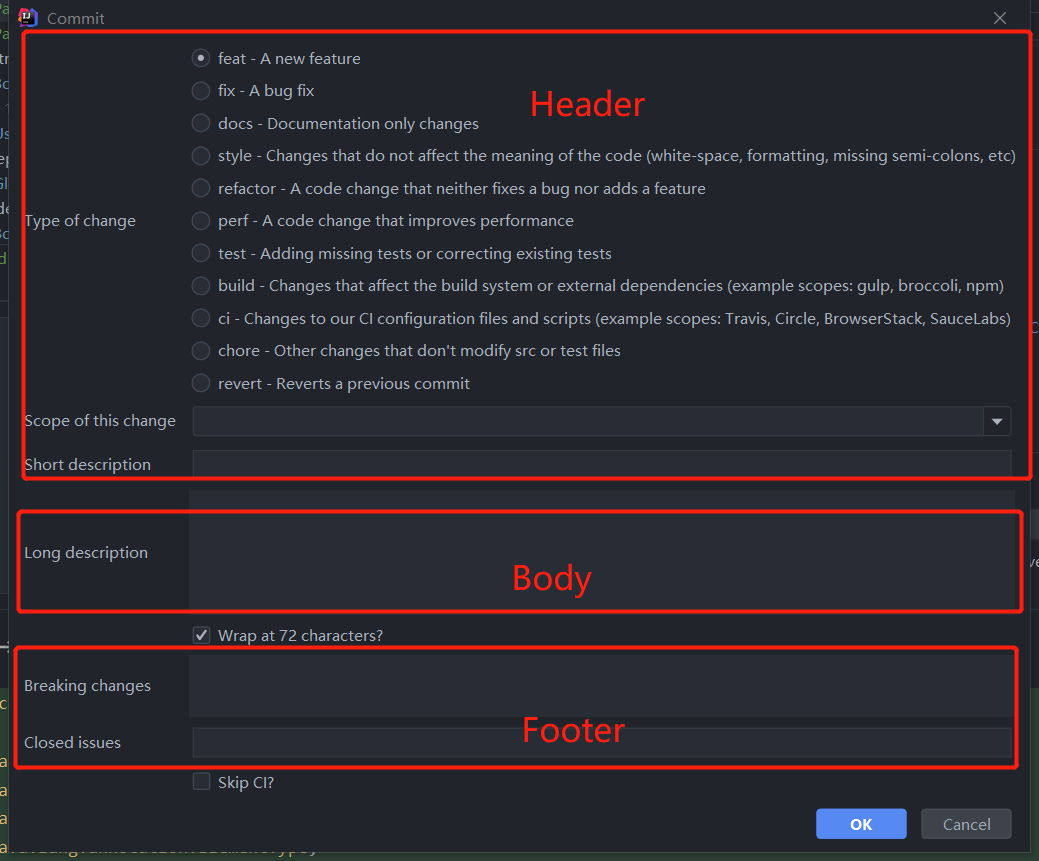 Commit
feat - A new feature
fix - A bug fix
Header
docs - Documentation only changes
style - Changes that do not affect the meaning of the code (white-space, formatting, missing semi-colons, etc)
refactor - A code change that neither fixes a bug nor adds a feature
Type of change
perf - A code change that improves performance
test - Adding missing tests or correcting existing tests
build - Changes that affect the build system or external dependencies (example scopes: gulp, broccoli, npm)
ci - Changes to our CI configuration files and scripts (example scopes: Travis, Circle, BrowserStack, SauceLabs)
chore - Other changes that don't modify src or test files
revert - Reverts a previous commit
Scope of this change
Short description
Long description
Body
Wrap at 72 characters?
Breaking changes
Footer
Closed issues
Skip CI?
OK
Cancel